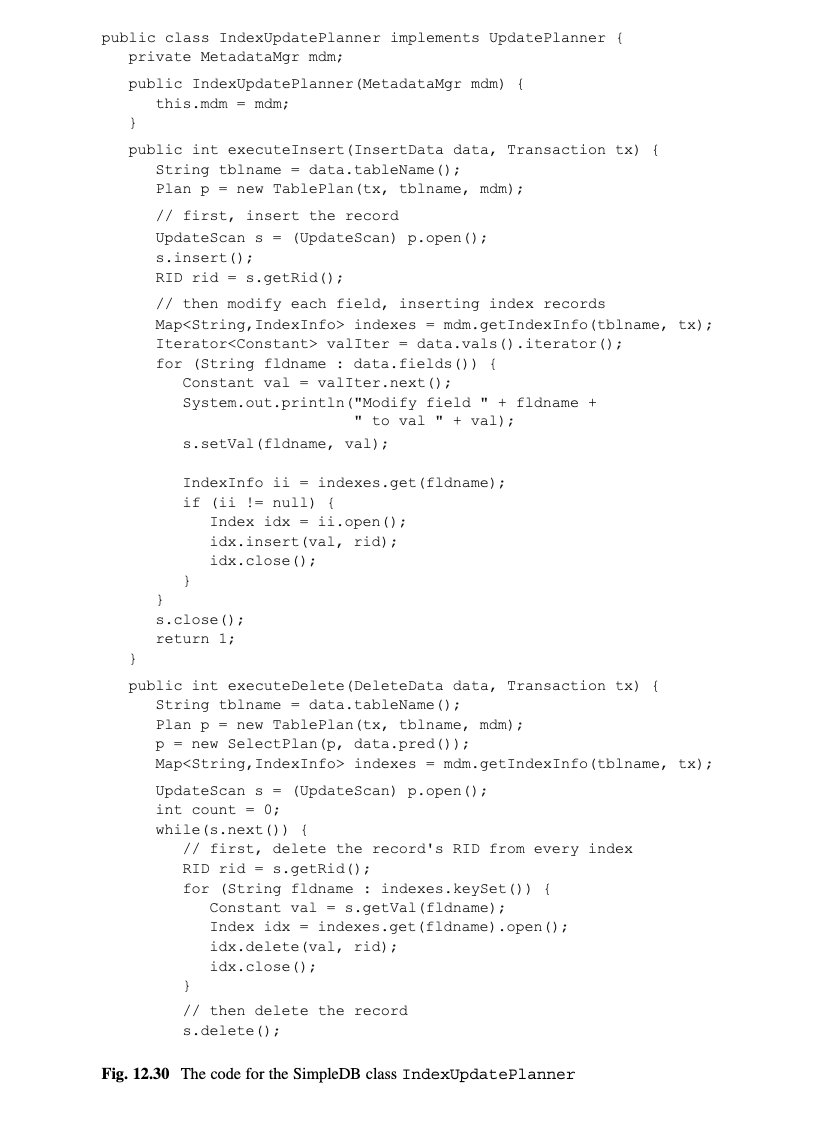 public class IndexUpdatePlanner implements UpdatePlanner {
   private MetadataMgr mdm;
   public IndexUpdatePlanner(MetadataMgr mdm) {
      this.mdm = mdm;
   }
   public int executeInsert(InsertData data, Transaction tx) {
      String tblname = data.tableName();
      Plan p = new TablePlan(tx, tblname, mdm);
      // first, insert the record
      UpdateScan s = (UpdateScan) p.open();
      s.insert();
      RID rid = s.getRid();
      // then modify each field, inserting index records
      Map<String,IndexInfo> indexes = mdm.getIndexInfo(tblname, tx);
      Iterator<Constant> valIter = data.vals().iterator();
      for (String fldname : data.fields()) {
         Constant val = valIter.next();
         System.out.println("Modify field " + fldname +
                            " to val " + val);
         s.setVal(fldname, val);
         IndexInfo ii = indexes.get(fldname);
         if (ii != null) {
            Index idx = ii.open();
            idx.insert(val, rid);
            idx.close();
         }
      }
      s.close();
      return 1;
   }
   public int executeDelete(DeleteData data, Transaction tx) {
      String tblname = data.tableName();
      Plan p = new TablePlan(tx, tblname, mdm);
      p = new SelectPlan(p, data.pred());
      Map<String,IndexInfo> indexes = mdm.getIndexInfo(tblname, tx);
      UpdateScan s = (UpdateScan) p.open();
      int count = 0;
      while(s.next()) {
         // first, delete the record's RID from every index
         RID rid = s.getRid();
         for (String fldname : indexes.keySet()) {
            Constant val = s.getVal(fldname);
            Index idx = indexes.get(fldname).open();
            idx.delete(val, rid);
            idx.close();
         }
         // then delete the record
         s.delete();
Fig. 12.30 The code for the SimpleDB class IndexUpdatePlanner